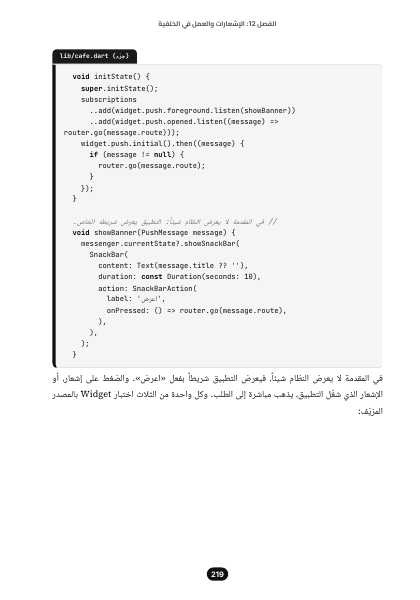 الفصل 12: الإشعارات والعمل في الخلفية
lib/cafe.dart (جزء)
void initState() {
super.initState();
subscriptions
..add(widget.push.foreground.listen(showBanner))
..add(widget.push.opened.listen((message) =>
router.go(message.route)));
widget.push.initial().then((message) {
if (message != null) {
router.go(message.route);
}
});
}
// في المقدمة لا يعرض النظام شيئاً: التطبيق يعرض شريطه الخاص.
void showBanner(PushMessage message) {
messenger.currentState?.showSnackBar(
SnackBar(
content: Text(message.title ?? ''),
duration: const Duration(seconds: 10),
action: SnackBarAction(
label: 'اعرض',
onPressed: () => router.go(message.route),
),
),
);
}
في المقدمة لا يعرض النظام شيئاً، فيعرض التطبيق شريطاً بفعل «اعرض». والضغط على إشعار، أو
الإشعار الذي شغّل التطبيق، يذهب مباشرة إلى الطلب. وكل واحدة من الثلاث اختبار Widget بالمصدر
المزيّف:
219